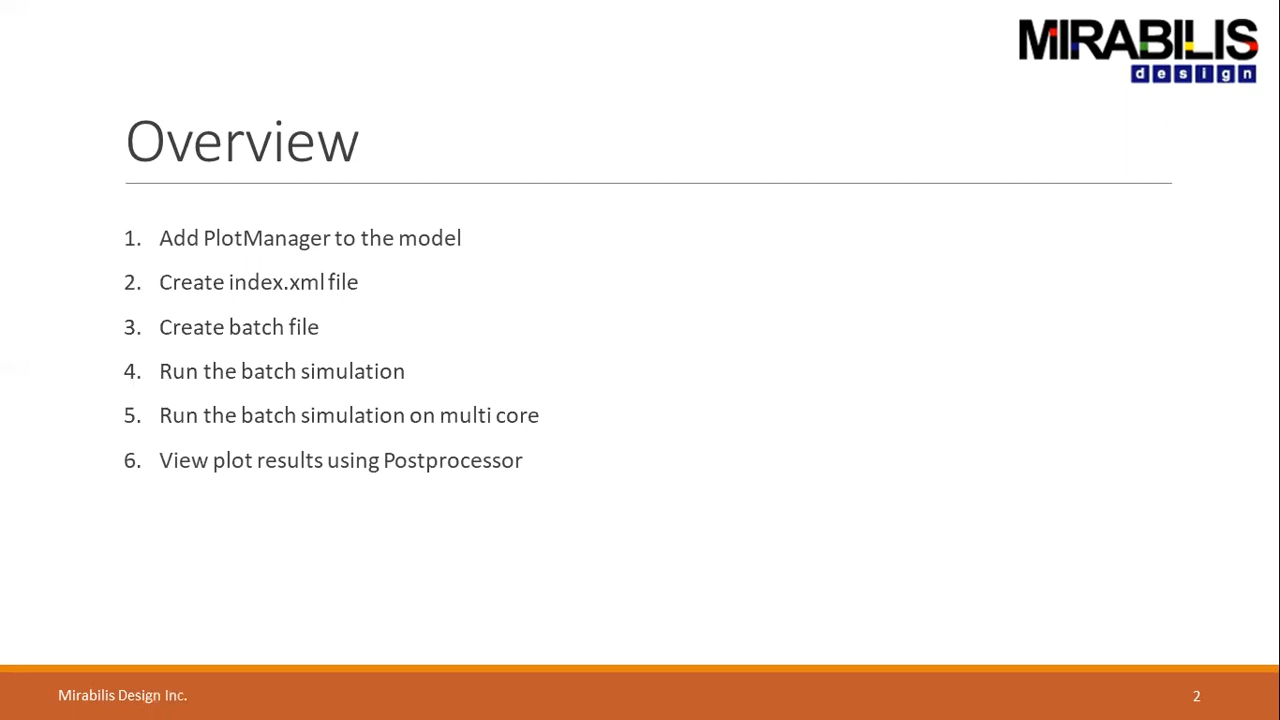 MIRABILIS
design
Overview
1. Add PlotManager to the model
2. Create index.xml file
3. Create batch file
4. Run the batch simulation
5. Run the batch simulation on multi core
6. View plot results using Postprocessor
Mirabilis Design Inc.
2